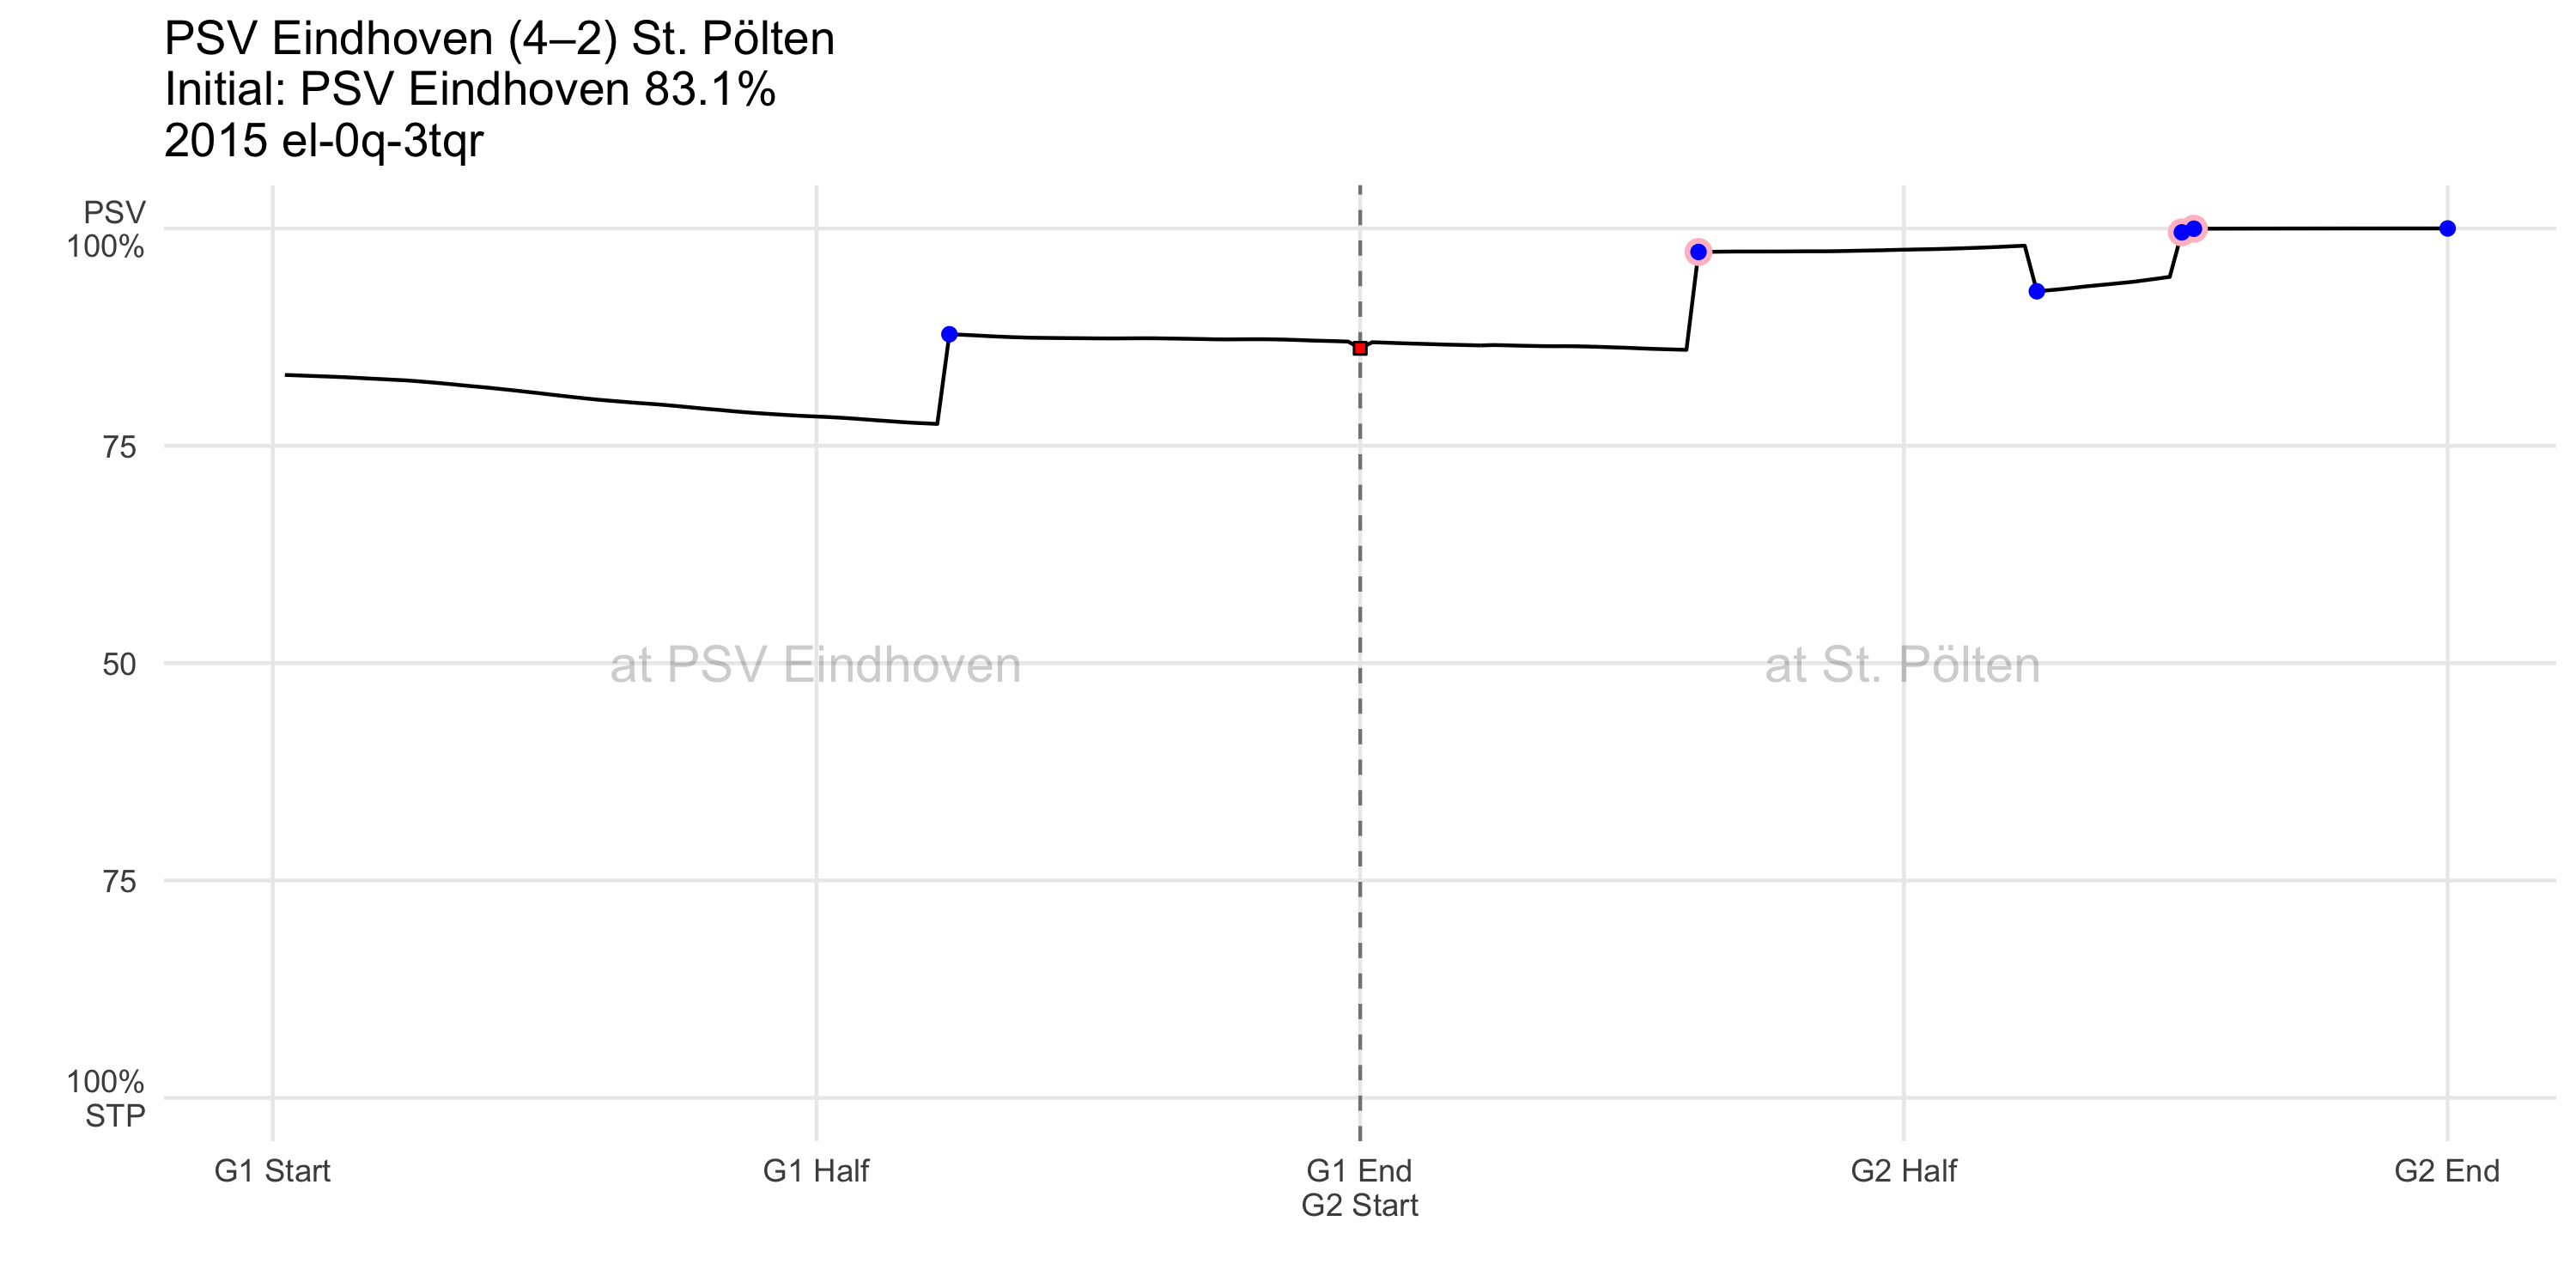 PSV Eindhoven (4–2) St. Pölten
Initial: PSV Eindhoven 83.1%
2015 el-0q-3tqr
PSV
100%
75
50
75
100%
STP
at PSV Eindhoven
at St. Pölten
G1 Start
G1 Half
G1 End
G2 Start
G2 Half
G2 End